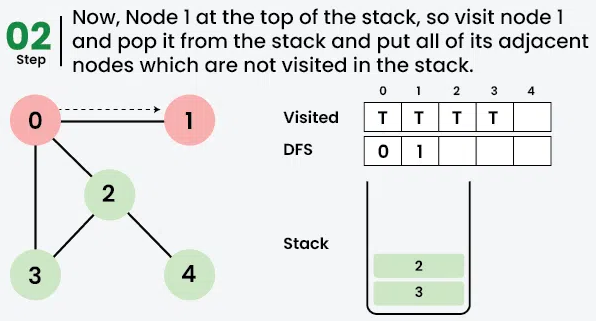 02
Step
Now, Node 1 at the top of the stack, so visit node 1
and pop it from the stack and put all of its adjacent
nodes which are not visited in the stack.
0 1 2 3 4
Visited T T T T
DFS 0 1
0 1
2
3 4
Stack
2
3